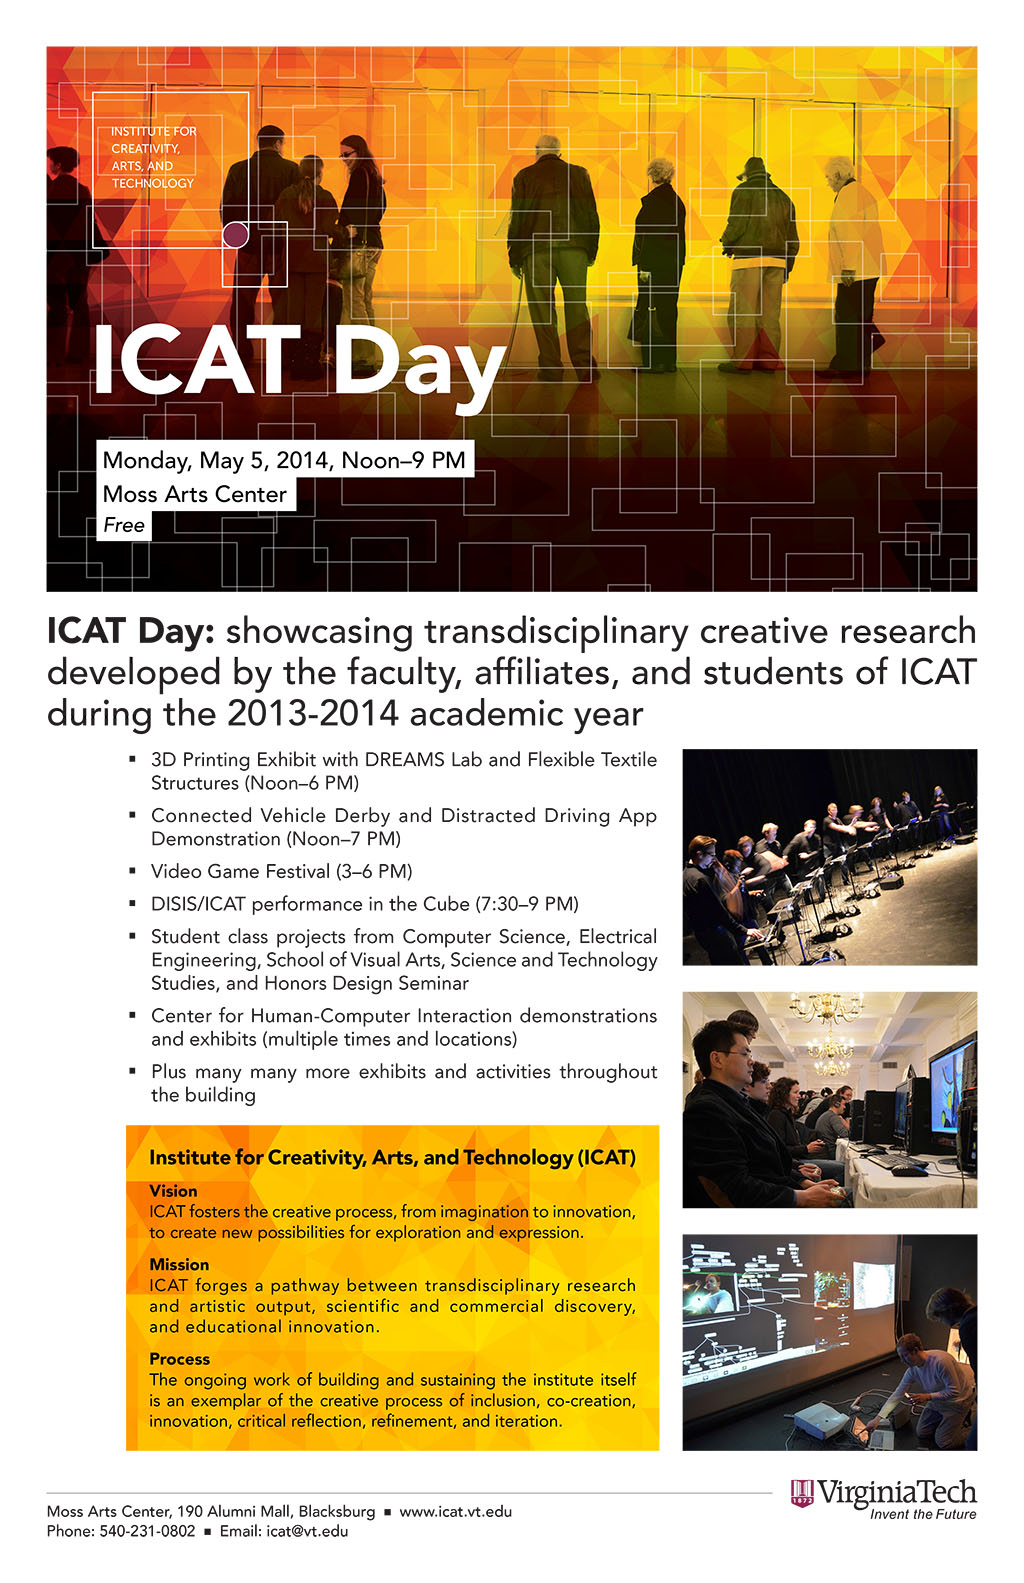 INSTITUTE FOR
CREATIVITY,
ARTS, AND
TECHNOLOGY
ICAT Day
Monday, May 5, 2014, Noon–9 PM
Moss Arts Center
Free
ICAT Day: showcasing transdisciplinary creative research
developed by the faculty, affiliates, and students of ICAT
during the 2013-2014 academic year
▪ 3D Printing Exhibit with DREAMS Lab and Flexible Textile
Structures (Noon–6 PM)
▪ Connected Vehicle Derby and Distracted Driving App
Demonstration (Noon–7 PM)
▪ Video Game Festival (3–6 PM)
▪ DISIS/ICAT performance in the Cube (7:30–9 PM)
▪ Student class projects from Computer Science, Electrical
Engineering, School of Visual Arts, Science and Technology
Studies, and Honors Design Seminar
▪ Center for Human-Computer Interaction demonstrations
and exhibits (multiple times and locations)
▪ Plus many many more exhibits and activities throughout
the building
Institute for Creativity, Arts, and Technology (ICAT)
Vision
ICAT fosters the creative process, from imagination to innovation,
to create new possibilities for exploration and expression.
Mission
ICAT forges a pathway between transdisciplinary research
and artistic output, scientific and commercial discovery,
and educational innovation.
Process
The ongoing work of building and sustaining the institute itself
is an exemplar of the creative process of inclusion, co-creation,
innovation, critical reflection, refinement, and iteration.
Moss Arts Center, 190 Alumni Mall, Blacksburg ▪ www.icat.vt.edu
Phone: 540-231-0802 ▪ Email: icat@vt.edu
1872
VirginiaTech
Invent the Future